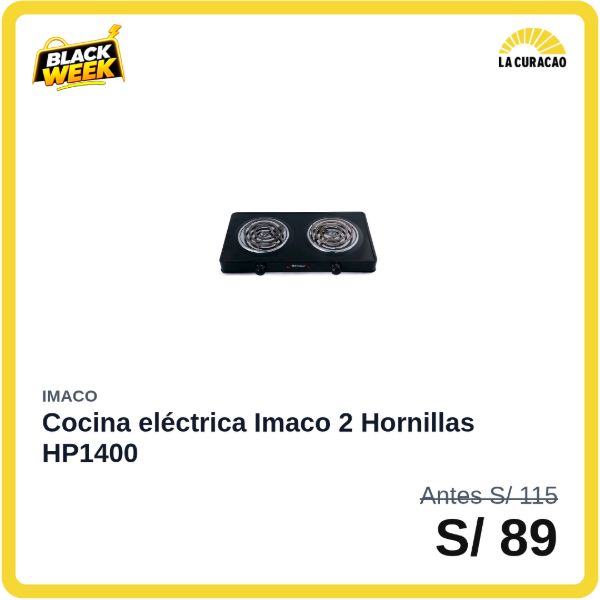 BLACK
WEEK
LA CURACAO
IMACO
Cocina eléctrica Imaco 2 Hornillas
HP1400
Antes S/ 115
S/ 89